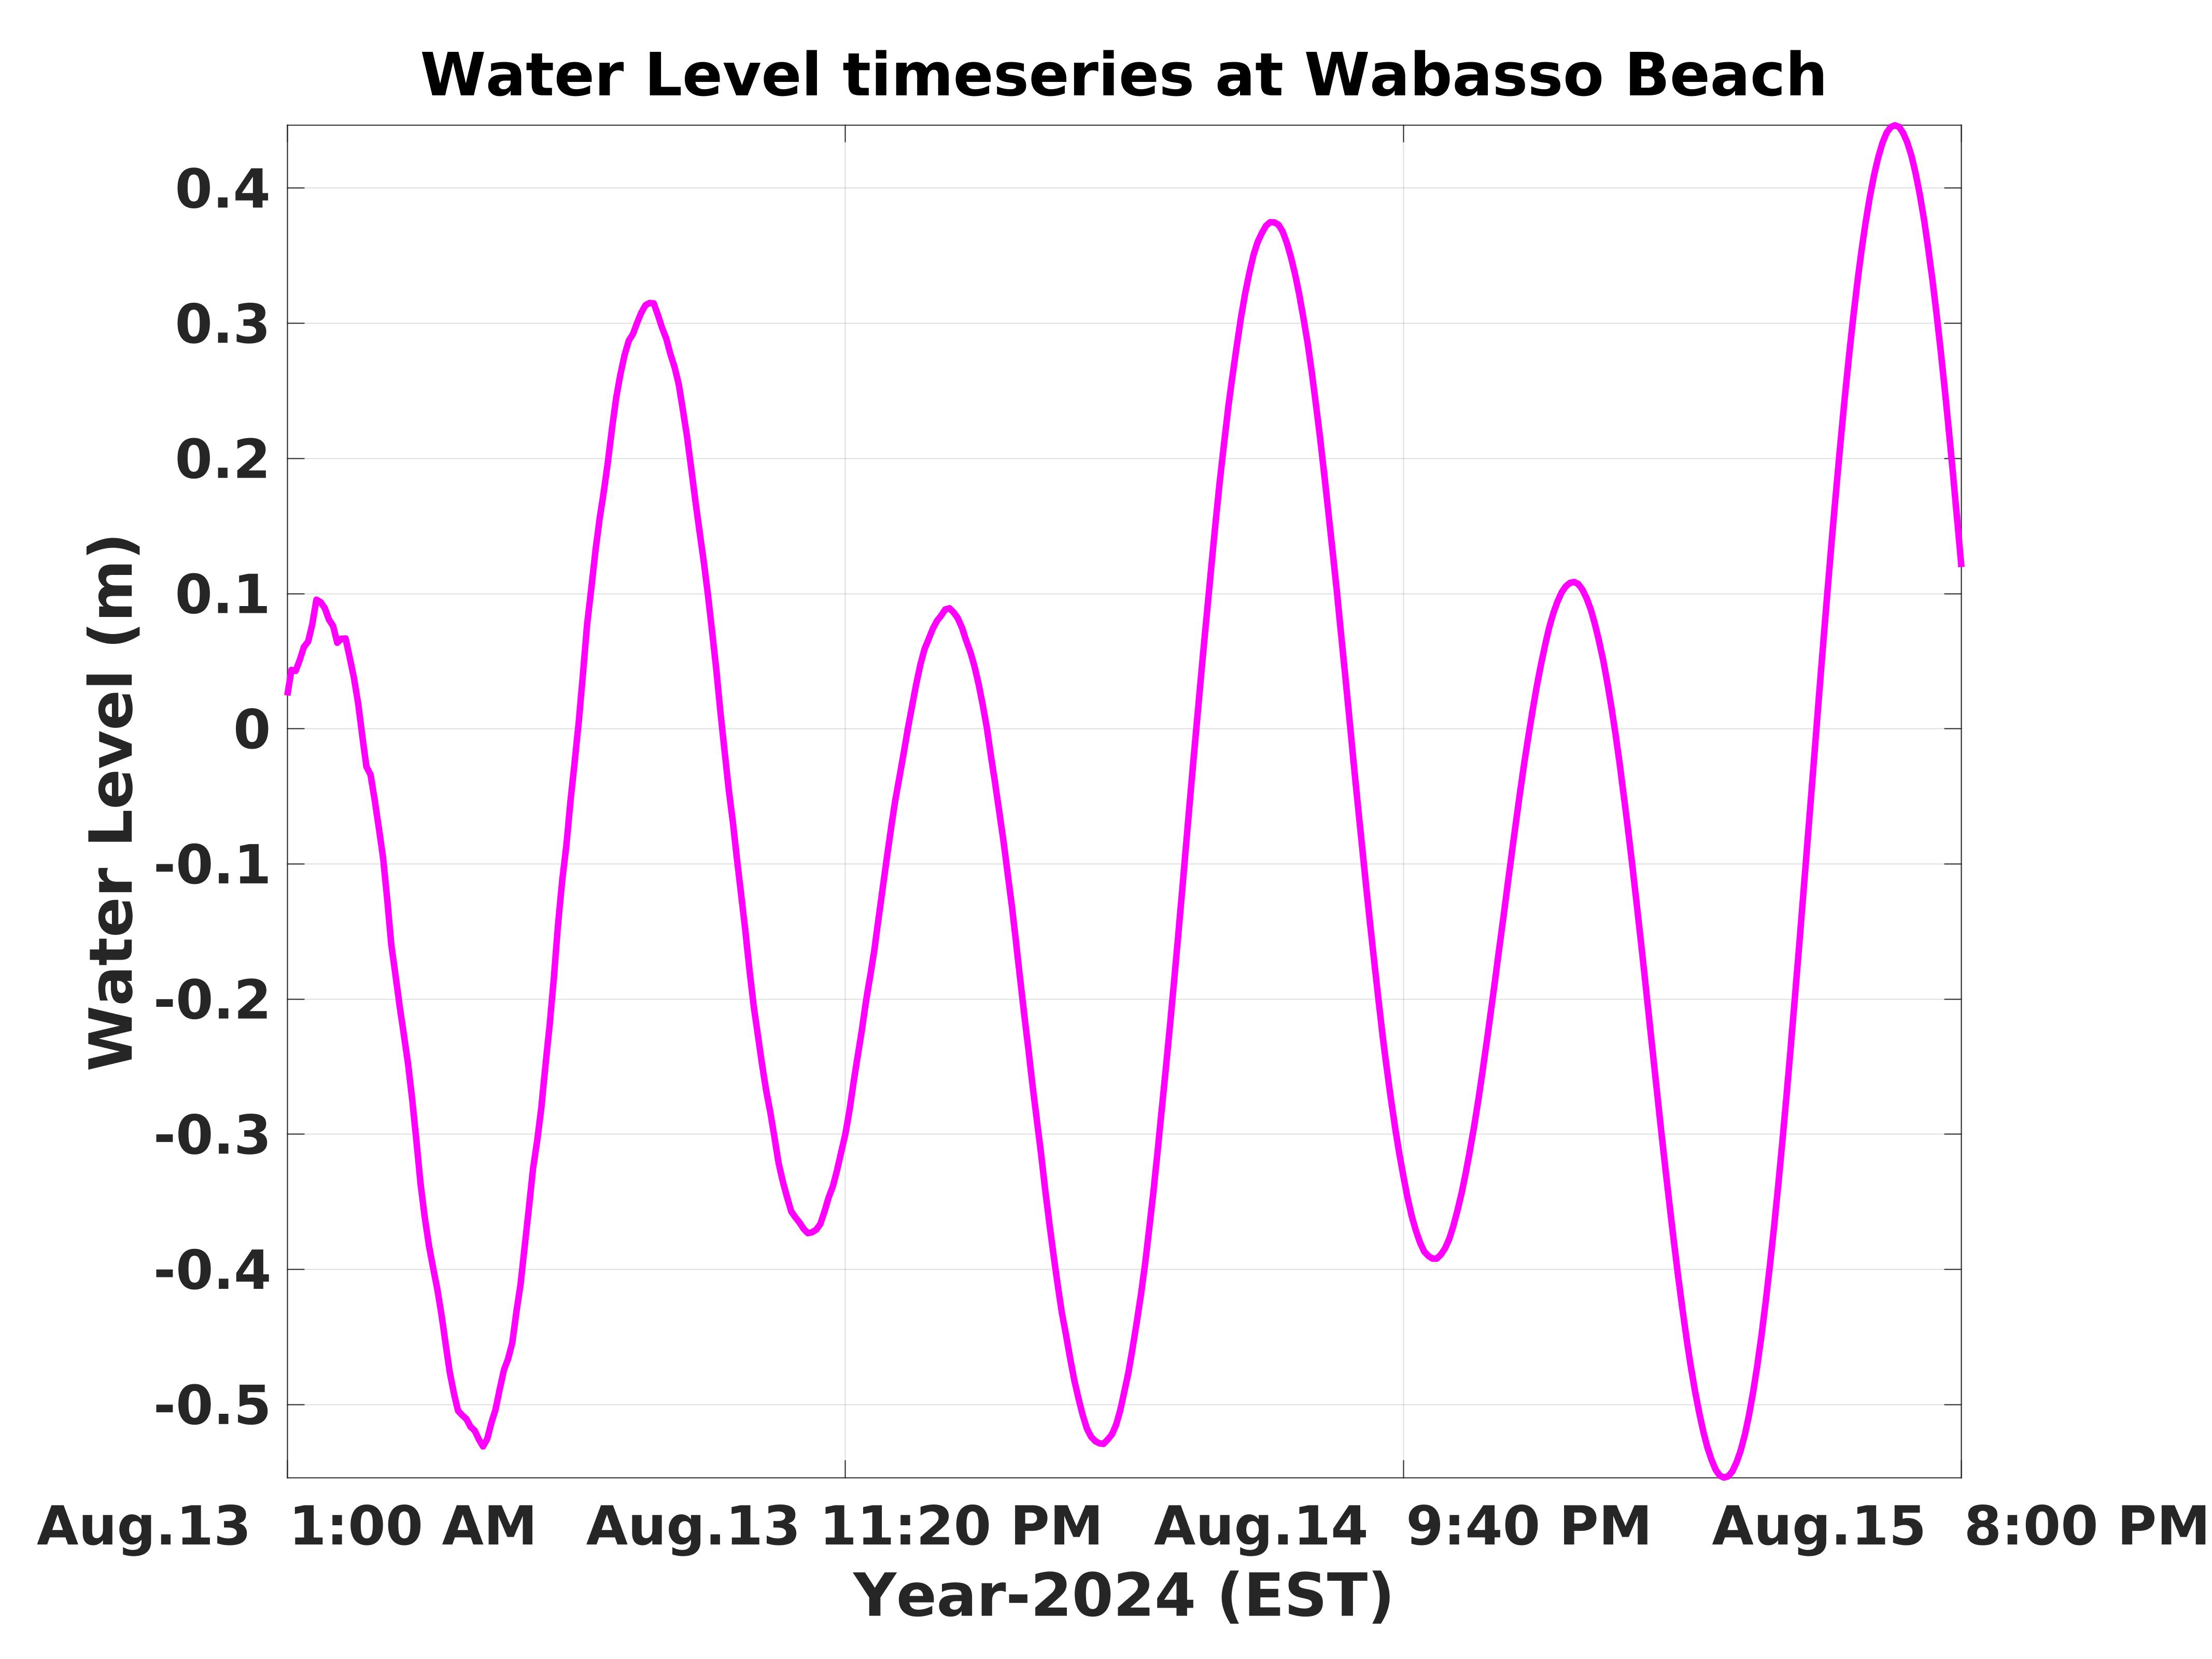 Water Level timeseries at Wabasso Beach
Water Level (m)
0.4
0.3
0.2
0.1
0
-0.1
-0.2
-0.3
-0.4
-0.5
Aug.13 1:00 AM Aug.13 11:20 PM Aug.14 9:40 PM Aug.15 8:00 PM
Year-2024 (EST)